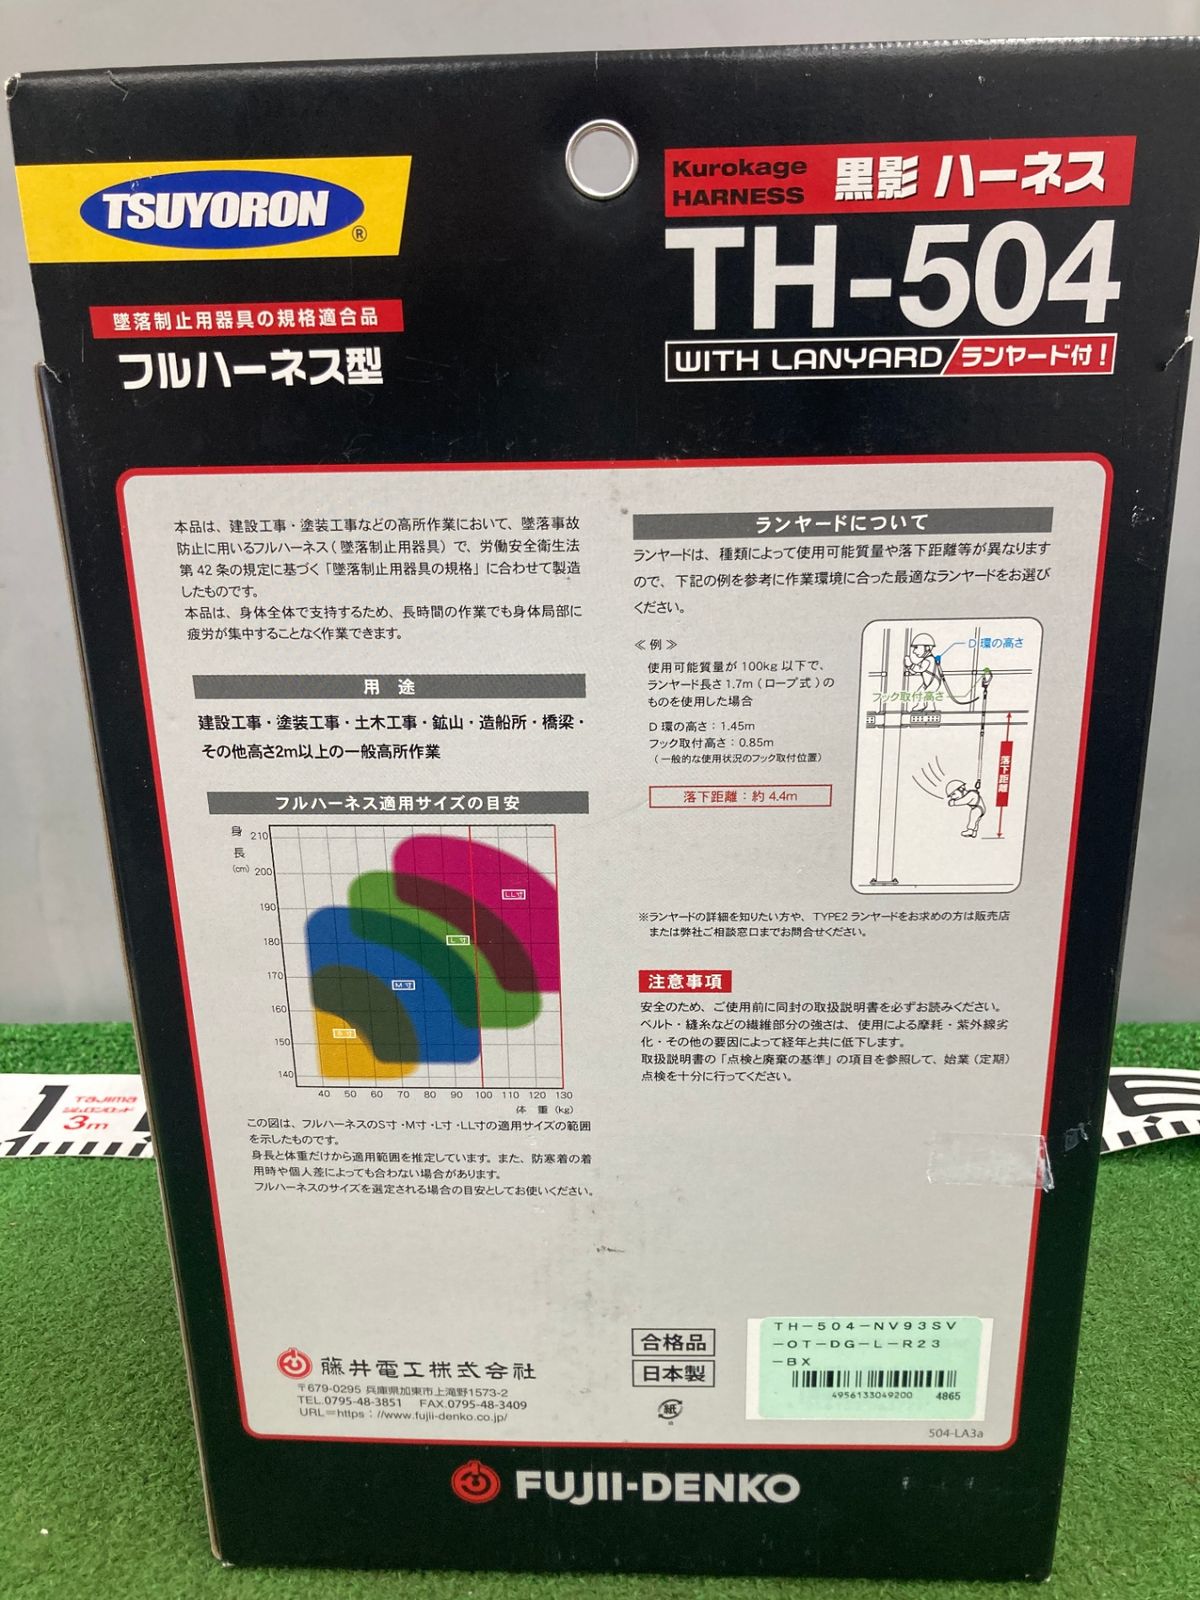 TSUYORON®
墜落制止用器具の規格適合品
フルハーネス型
Kurokage
HARNESS
黒影 ハーネス
TH-504
WITH LANYARD/ランヤード付！
本品は、建設工事・塗装工事などの高所作業において、墜落事故
防止に用いるフルハーネス（墜落制止用器具）で、労働安全衛生法
第42条の規定に基づく「墜落制止用器具の規格」に合わせて製造
したものです。
本品は、身体全体で支持するため、長時間の作業でも身体局部に
疲労が集中することなく作業できます。
用 途
建設工事・塗装工事・土木工事・鉱山・造船所・橋梁・
その他高さ2m以上の一般高所作業
フルハーネス適用サイズの目安
身長(cm)
210
200
190
180
170
160
150
140
LL寸
L寸
M寸
S寸
40 50 60 70 80 90 100 110 120 130
体 重 (kg)
この図は、フルハーネスのS寸・M寸・L寸・LL寸の適用サイズの範囲
を示したものです。
身長と体重だけから適用範囲を推定しています。また、防寒着の着
用時や個人差によっても合わない場合があります。
フルハーネスのサイズを選定される場合の目安としてお使いください。
ランヤードについて
ランヤードは、種類によって使用可能質量や落下距離等が異なります
ので、下記の例を参考に作業環境に合った最適なランヤードをお選び
ください。
≪例≫
使用可能質量が100kg以下で、
ランヤード長さ1.7m（ロープ式）の
ものを使用した場合
D環の高さ：1.45m
フック取付高さ：0.85m
（一般的な使用状況のフック取付位置）
落下距離：約4.4m
D環の高さ
フック取付高さ
落下距離
※ランヤードの詳細を知りたい方や、TYPE2ランヤードをお求めの方は販売店
または弊社ご相談窓口までお問合せください。
注意事項
安全のため、ご使用前に同封の取扱説明書を必ずお読みください。
ベルト・縫糸などの繊維部分の強さは、使用による摩耗・紫外線劣
化・その他の要因によって経年と共に低下します。
取扱説明書の「点検と廃棄の基準」の項目を参照して、始業（定期）
点検を十分に行ってください。
1
Tajima
3m
藤井電工株式会社
〒679-0295 兵庫県加東市上滝野1573-2
TEL.0795-48-3851 FAX.0795-48-3409
URL=https://www.fujii-denko.co.jp/
合格品
日本製
紙
TH-504-NV93SV
-OT-DG-L-R23
-BX
4956133049200 4865
504-LA3a
FUJII-DENKO